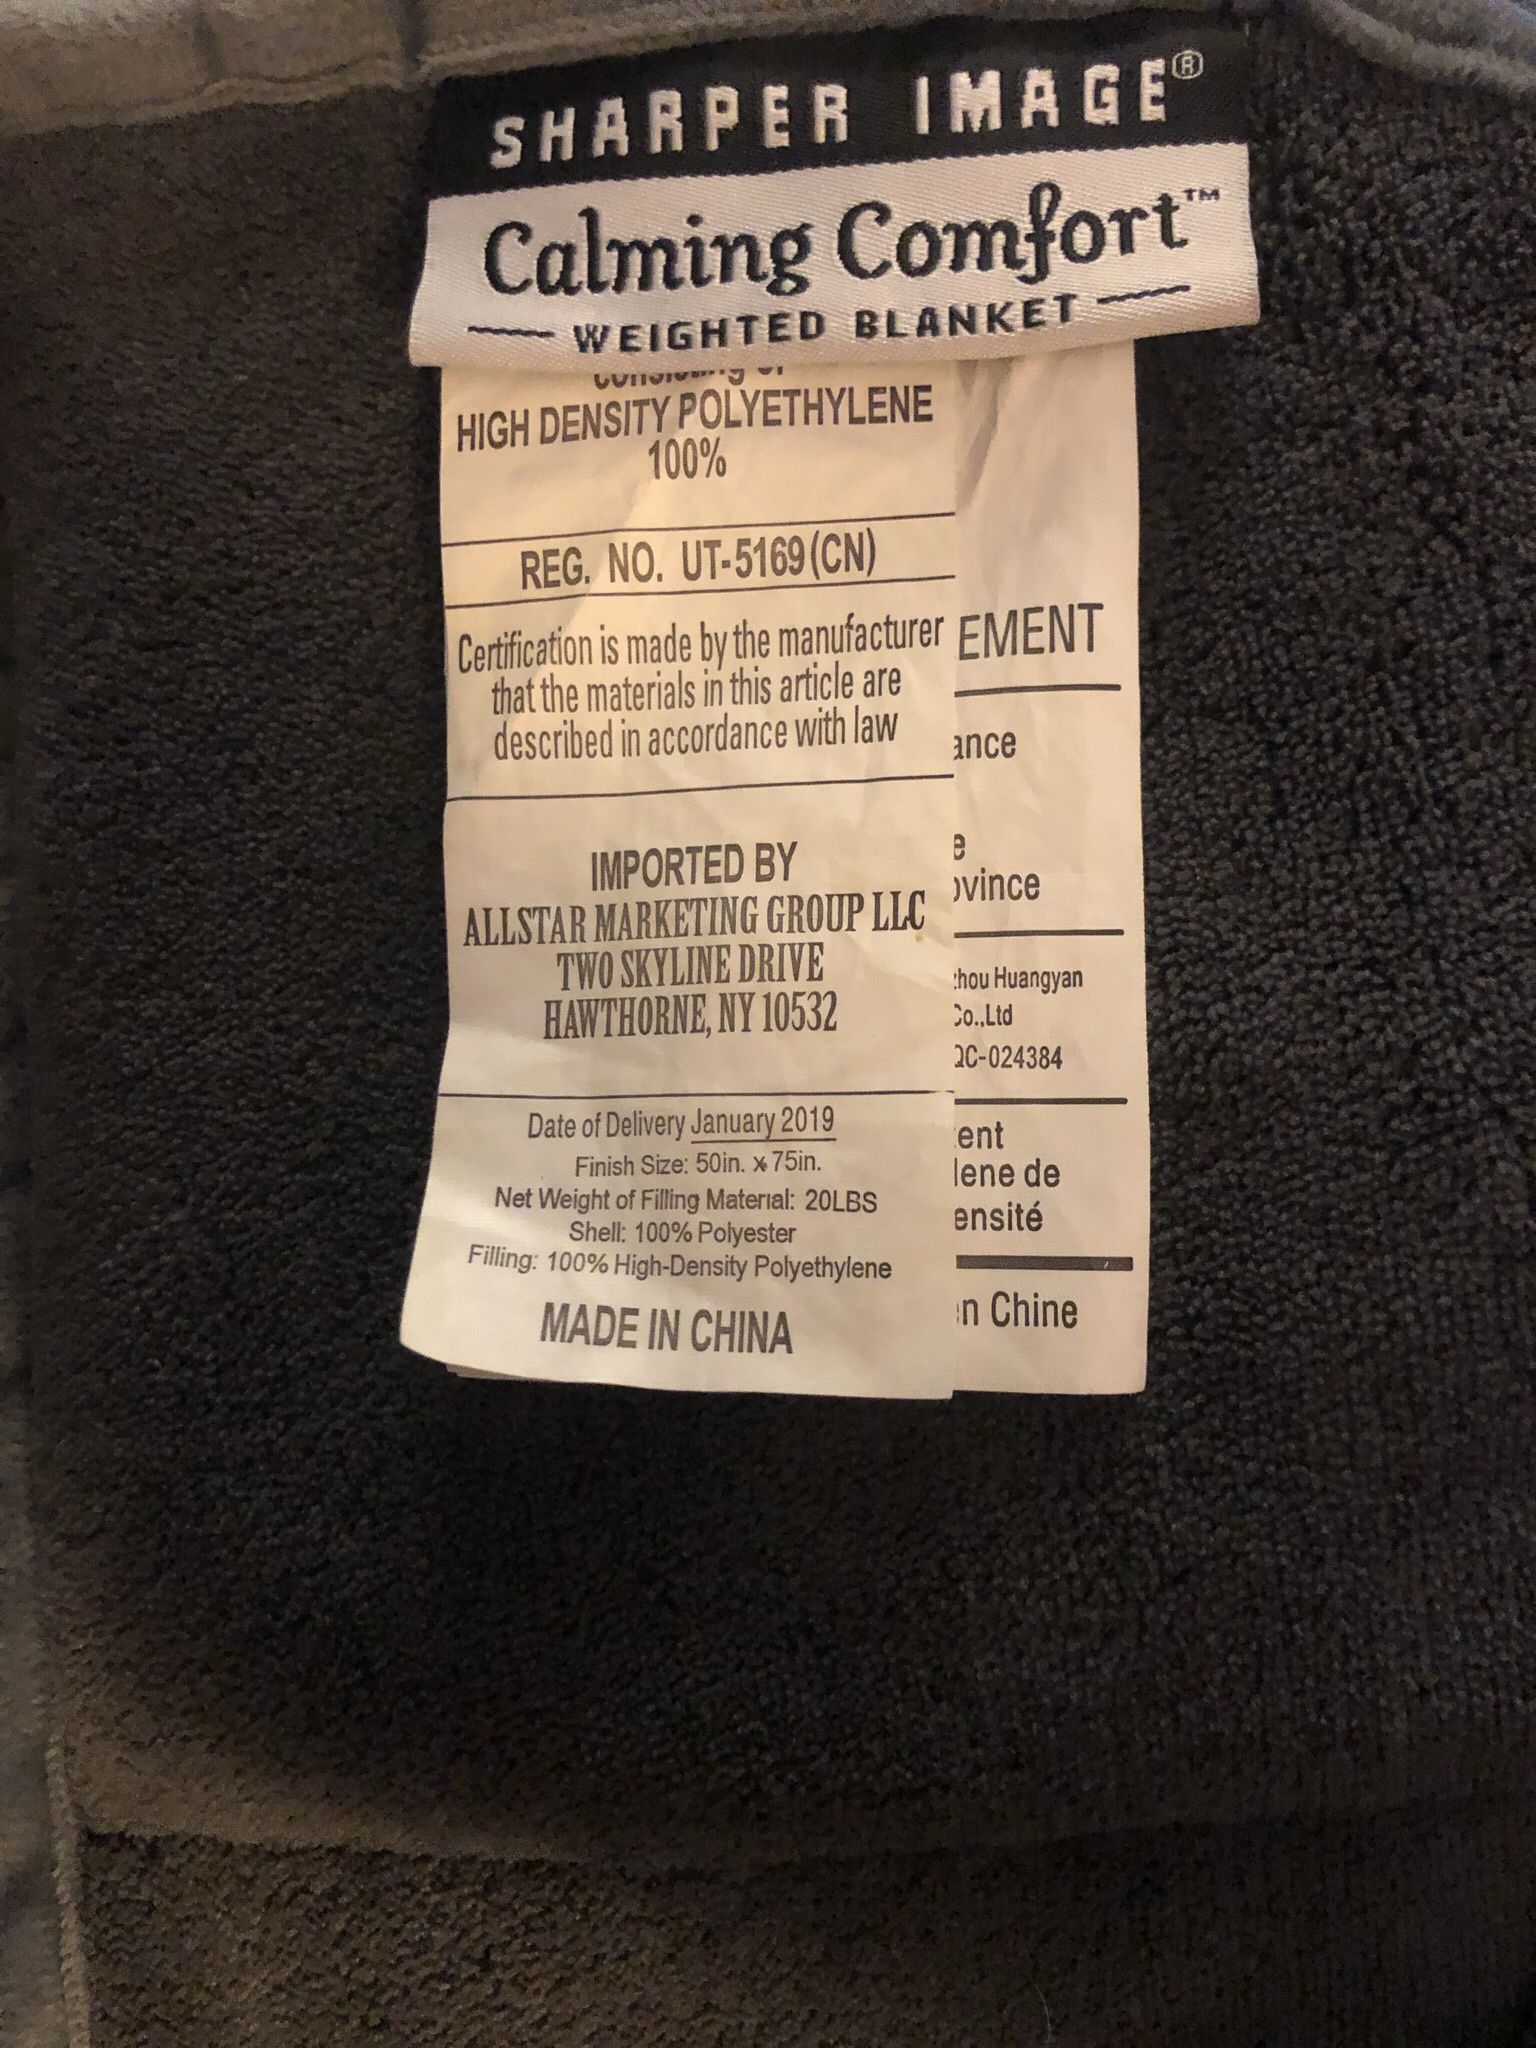 SHARPER IMAGE®
Calming Comfort™
WEIGHTED BLANKET
consisting of
HIGH DENSITY POLYETHYLENE
100%
REG. NO. UT-5169 (CN)
Certification is made by the manufacturer
that the materials in this article are
described in accordance with law
IMPORTED BY
ALLSTAR MARKETING GROUP LLC
TWO SKYLINE DRIVE
HAWTHORNE, NY 10532
Date of Delivery January 2019
Finish Size: 50in. x 75in.
Net Weight of Filling Material: 20LBS
Shell: 100% Polyester
Filling: 100% High-Density Polyethylene
MADE IN CHINA
EMENT
ance
e
ovince
zhou Huangyan
Co.,Ltd
QC-024384
ent
lene de
ensité
n Chine